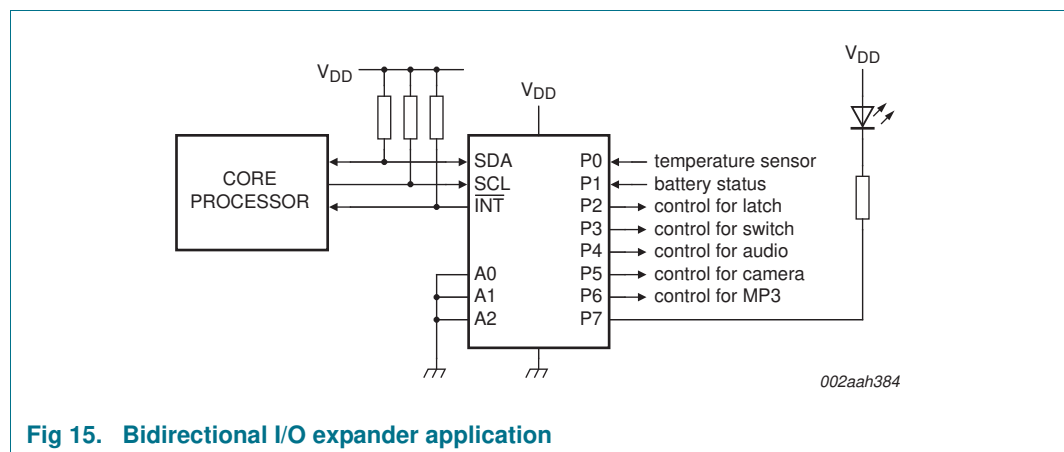 VDD
VDD
VDD
CORE
PROCESSOR
SDA
SCL
INT
A0
A1
A2
P0
P1
P2
P3
P4
P5
P6
P7
temperature sensor
battery status
control for latch
control for switch
control for audio
control for camera
control for MP3
002aah384
Fig 15. Bidirectional I/O expander application